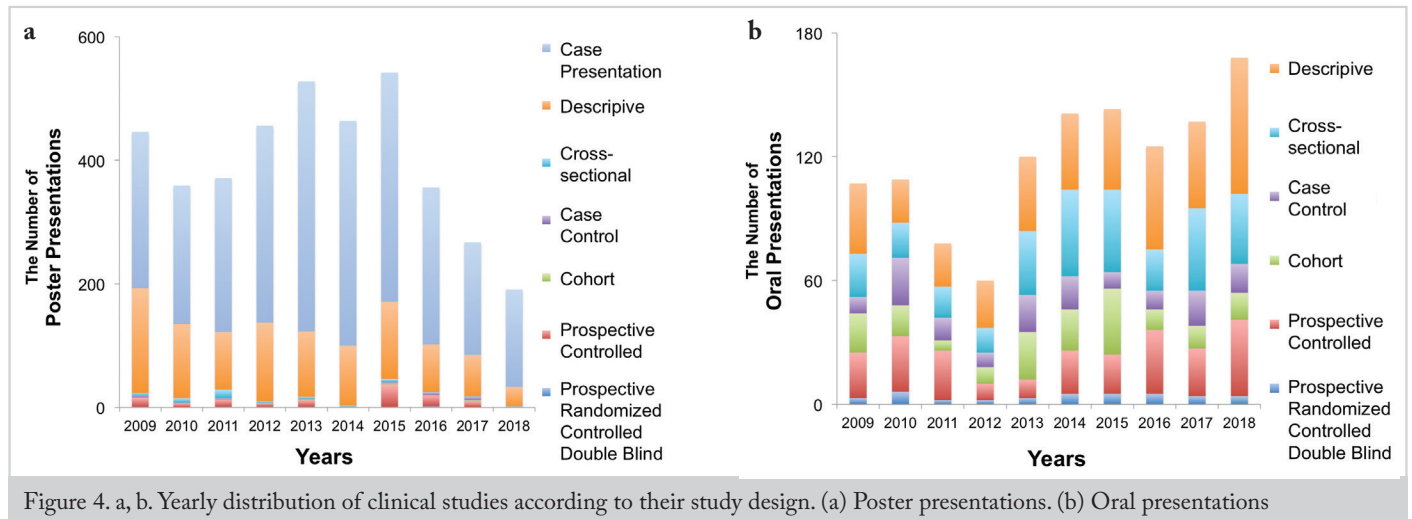 a
600
400
200
0
The Number of
Poster Presentations
2009 2010 2011 2012 2013 2014 2015 2016 2017 2018
Years
Case
Presentation
Descripive
Cross-
sectional
Case
Control
Cohort
Prospective
Controlled
Prospective
Randomized
Controlled
Double Blind
b
180
120
60
0
The Number of
Oral Presentations
2009 2010 2011 2012 2013 2014 2015 2016 2017 2018
Years
Descripive
Cross-
sectional
Case
Control
Cohort
Prospective
Controlled
Prospective
Randomized
Controlled
Double Blind
Figure 4. a, b. Yearly distribution of clinical studies according to their study design. (a) Poster presentations. (b) Oral presentations